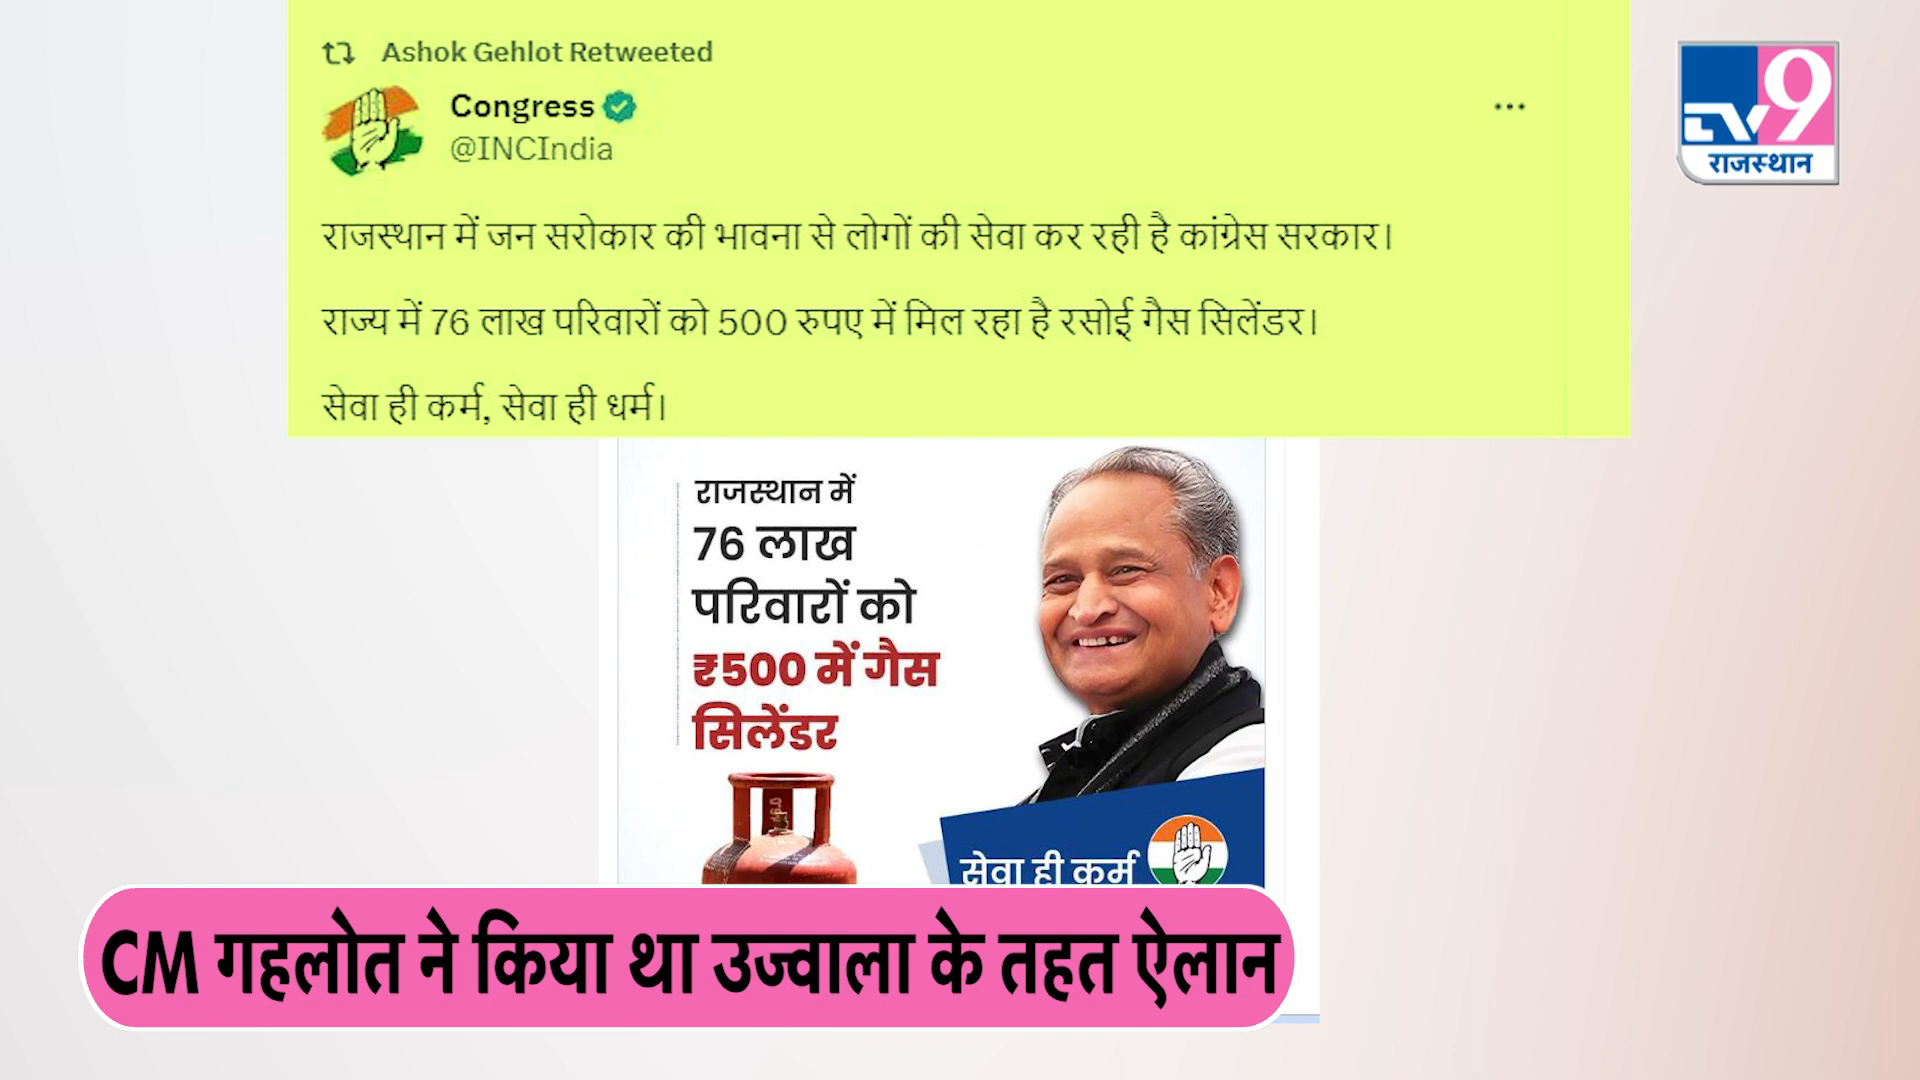 Ashok Gehlot Retweeted
Congress
@INCIndia
राजस्थान में जन सरोकार की भावना से लोगों की सेवा कर रही है कांग्रेस सरकार।
राज्य में 76 लाख परिवारों को 500 रुपए में मिल रहा है रसोई गैस सिलेंडर।
सेवा ही कर्म, सेवा ही धर्म।
TV9
राजस्थान
राजस्थान में
76 लाख
परिवारों को
₹500 में गैस
सिलेंडर
सेवा ही कर्म
CM गहलोत ने किया था उज्वाला के तहत ऐलान